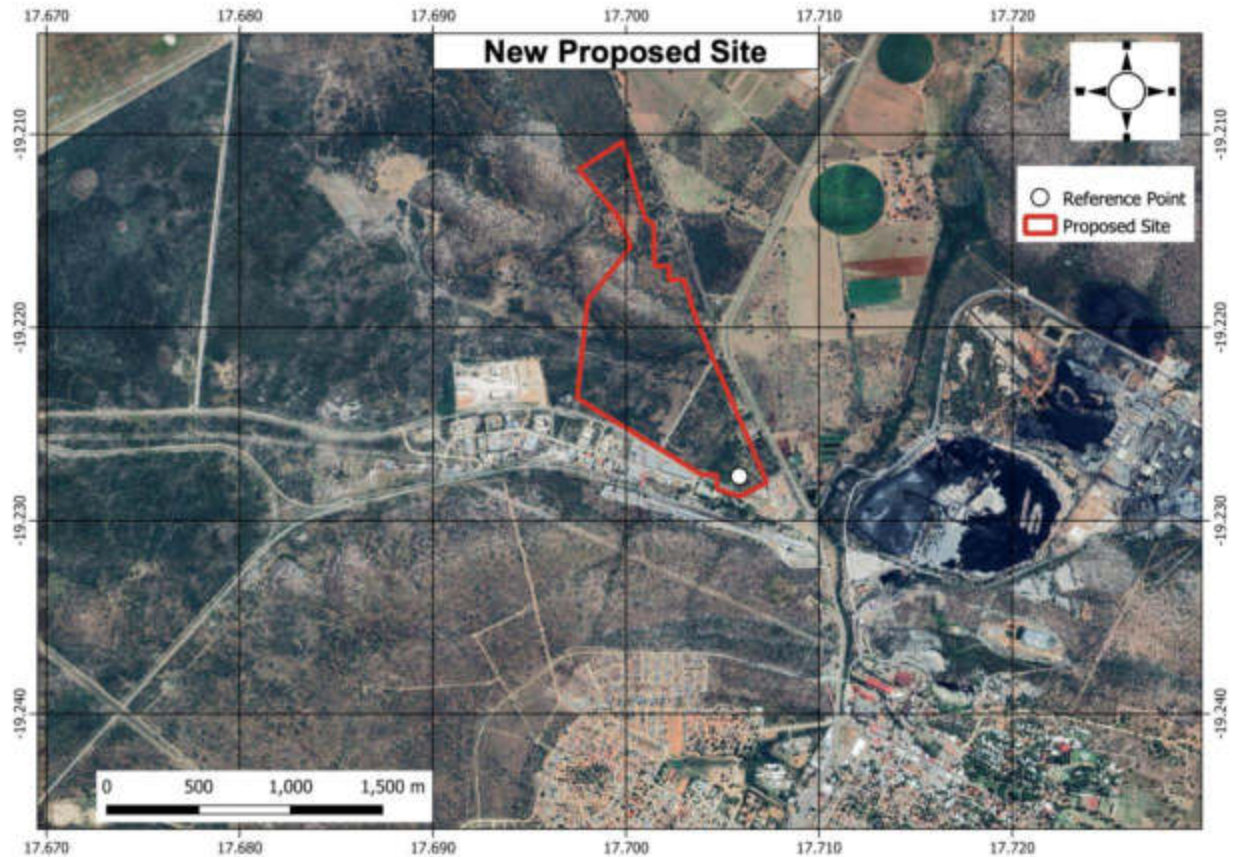 17.670 17.680 17.690 17.700 17.710 17.720
New Proposed Site
-19.210 -19.210
Reference Point
Proposed Site
-19.220 -19.220
-19.230 -19.230
-19.240 -19.240
0 500 1,000 1,500 m
17.670 17.680 17.690 17.700 17.710 17.720